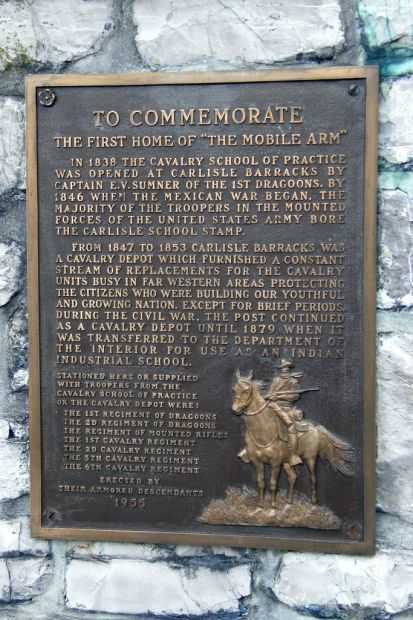 TO COMMEMORATE
THE FIRST HOME OF "THE MOBILE ARM"
IN 1838 THE CAVALRY SCHOOL OF PRACTICE
WAS OPENED AT CARLISLE BARRACKS BY
CAPTAIN E.V. SUMNER OF THE 1ST DRAGOONS. BY
1846 WHEN THE MEXICAN WAR BEGAN, THE
MAJORITY OF THE TROOPERS IN THE MOUNTED
FORCES OF THE UNITED STATES ARMY BORE
THE CARLISLE SCHOOL STAMP.
FROM 1847 TO 1853 CARLISLE BARRACKS WAS
A CAVALRY DEPOT WHICH FURNISHED A CONSTANT
STREAM OF REPLACEMENTS FOR THE CAVALRY
UNITS BUSY IN FAR WESTERN AREAS PROTECTING
THE CITIZENS WHO WERE BUILDING OUR YOUTHFUL
AND GROWING NATION. EXCEPT FOR BRIEF PERIODS
DURING THE CIVIL WAR, THE POST CONTINUED
AS A CAVALRY DEPOT UNTIL 1879 WHEN IT
WAS TRANSFERRED TO THE DEPARTMENT OF
THE INTERIOR FOR USE AS AN INDIAN
INDUSTRIAL SCHOOL.
STATIONED HERE OR SUPPLIED
WITH TROOPERS FROM THE
CAVALRY SCHOOL OF PRACTICE
OR THE CAVALRY DEPOT WERE:
THE 1ST REGIMENT OF DRAGOONS
THE 2D REGIMENT OF DRAGOONS
THE REGIMENT OF MOUNTED RIFLES
THE 1ST CAVALRY REGIMENT
THE 2D CAVALRY REGIMENT
THE 5TH CAVALRY REGIMENT
THE 6TH CAVALRY REGIMENT
ERECTED BY
THEIR ARMORED DESCENDANTS
1955